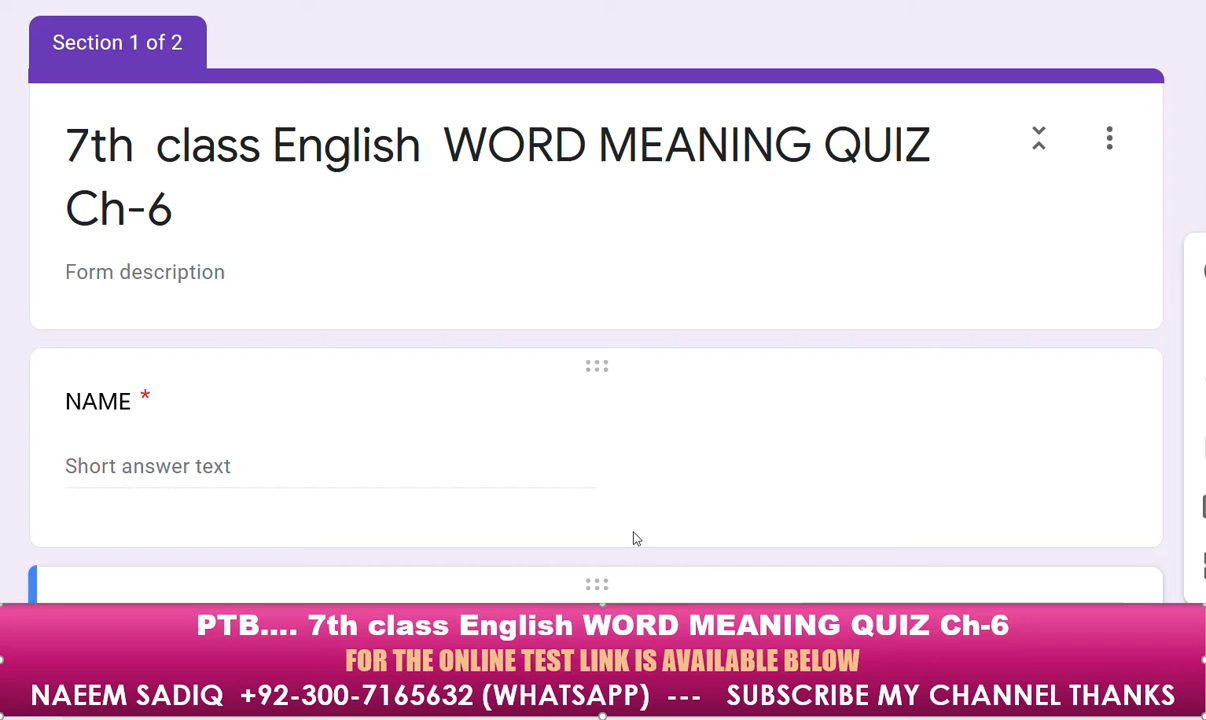 Section 1 of 2
7th class English WORD MEANING QUIZ
Ch-6
Form description
NAME *
Short answer text
PTB.... 7th class English WORD MEANING QUIZ Ch-6
FOR THE ONLINE TEST LINK IS AVAILABLE BELOW
NAEEM SADIQ +92-300-7165632 (WHATSAPP) --- SUBSCRIBE MY CHANNEL THANKS